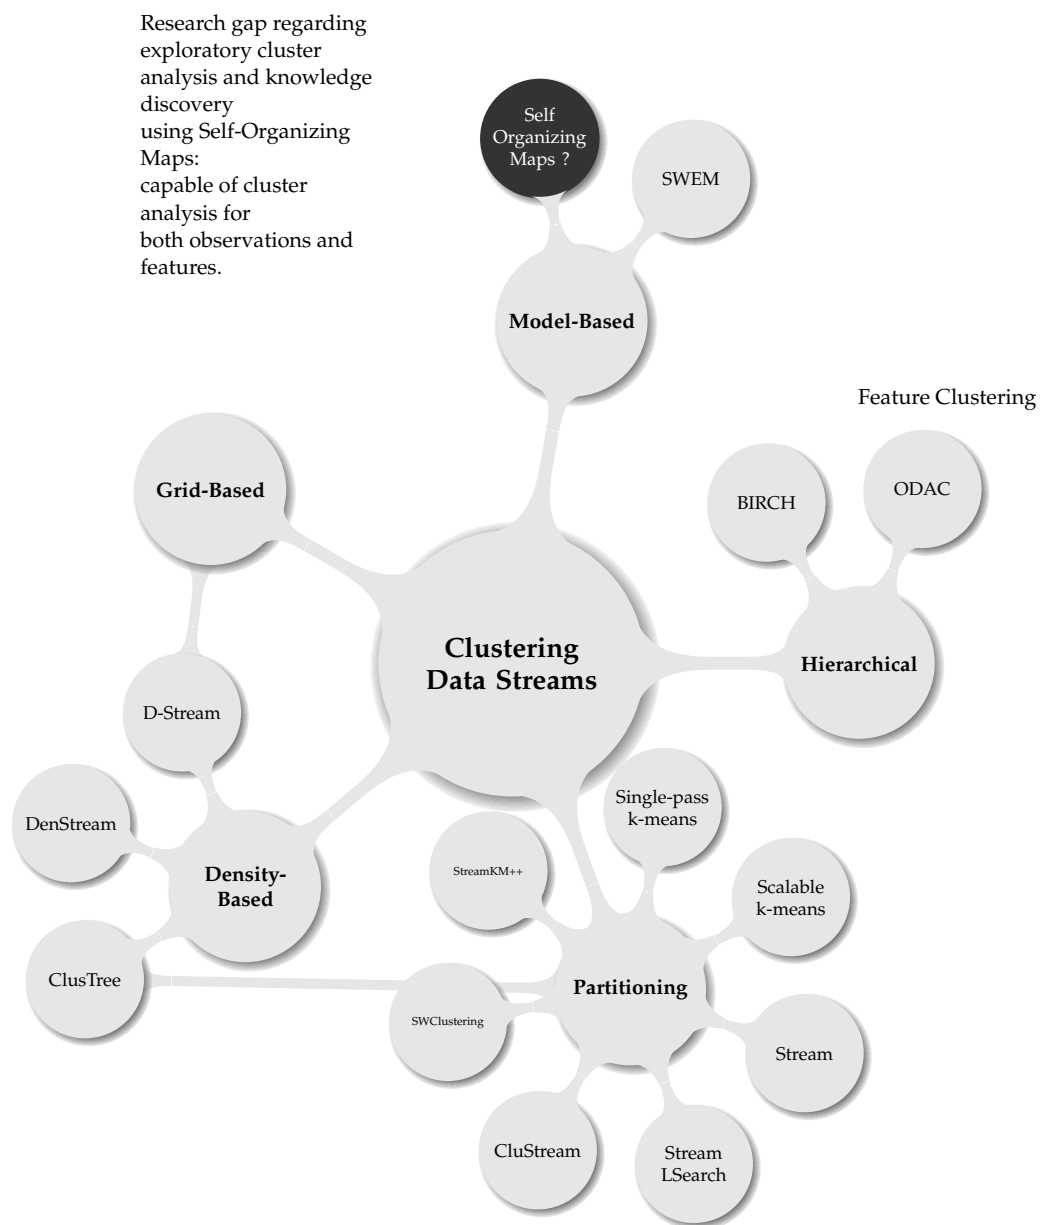 Research gap regarding
exploratory cluster
analysis and knowledge
discovery
using Self-Organizing
Maps:
capable of cluster
analysis for
both observations and
features.
Self
Organizing
Maps ?
SWEM
Model-Based
Feature Clustering
Grid-Based
BIRCH
ODAC
Clustering
Data Streams
Hierarchical
D-Stream
Single-pass
k-means
DenStream
StreamKM++
Density-
Based
Scalable
k-means
ClusTree
Partitioning
SWClustering
Stream
CluStream
Stream
LSearch